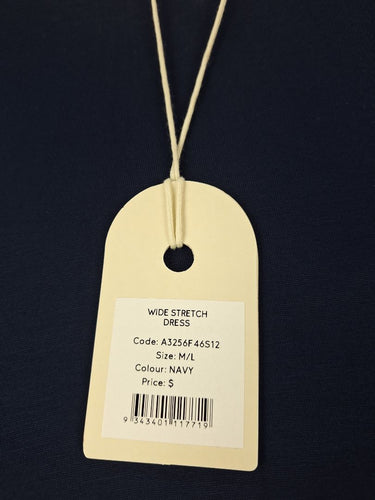 WIDE STRETCH
DRESS
Code: A3256F46S12
Size: M/L
Colour: NAVY
Price: $
9 343401 117719